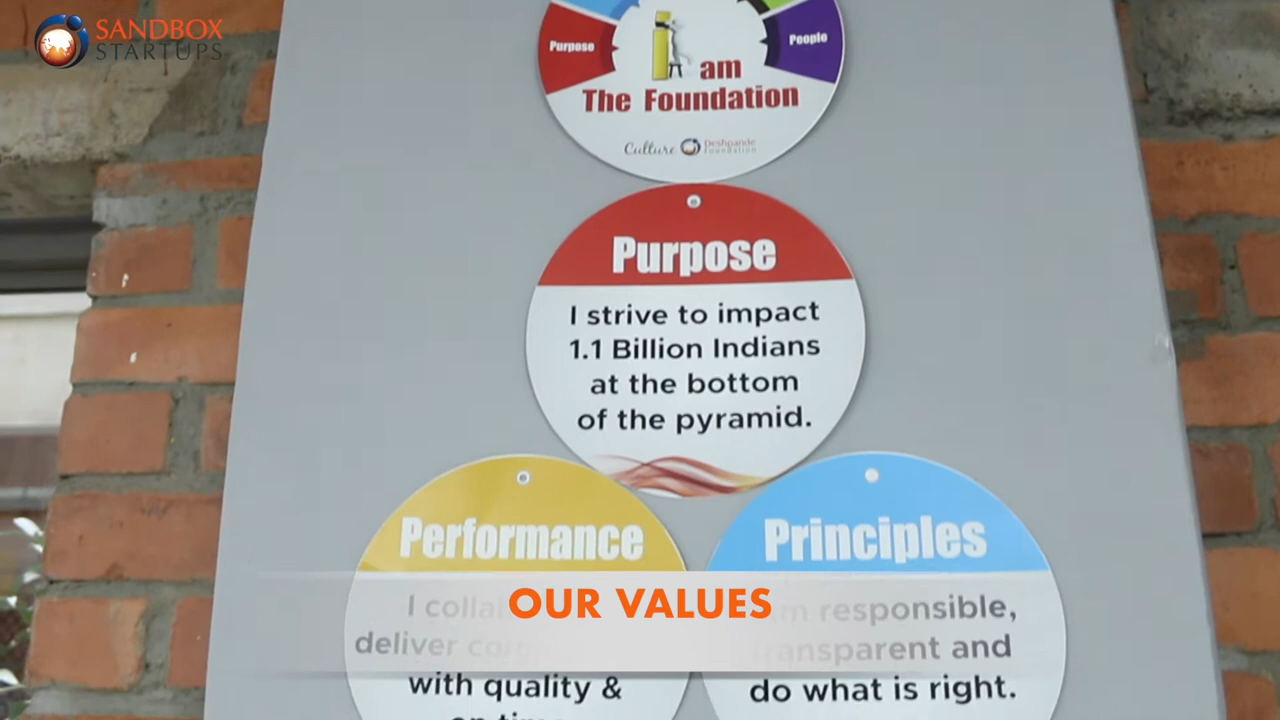 SANDBOX
STARTUPS
Purpose
People
I am
The Foundation
Culture Deshpande
Foundation
Purpose
I strive to impact
1.1 Billion Indians
at the bottom
of the pyramid.
Performance
deliver
with quality &
Principles
responsible,
transparent and
do what is right.
OUR VALUES